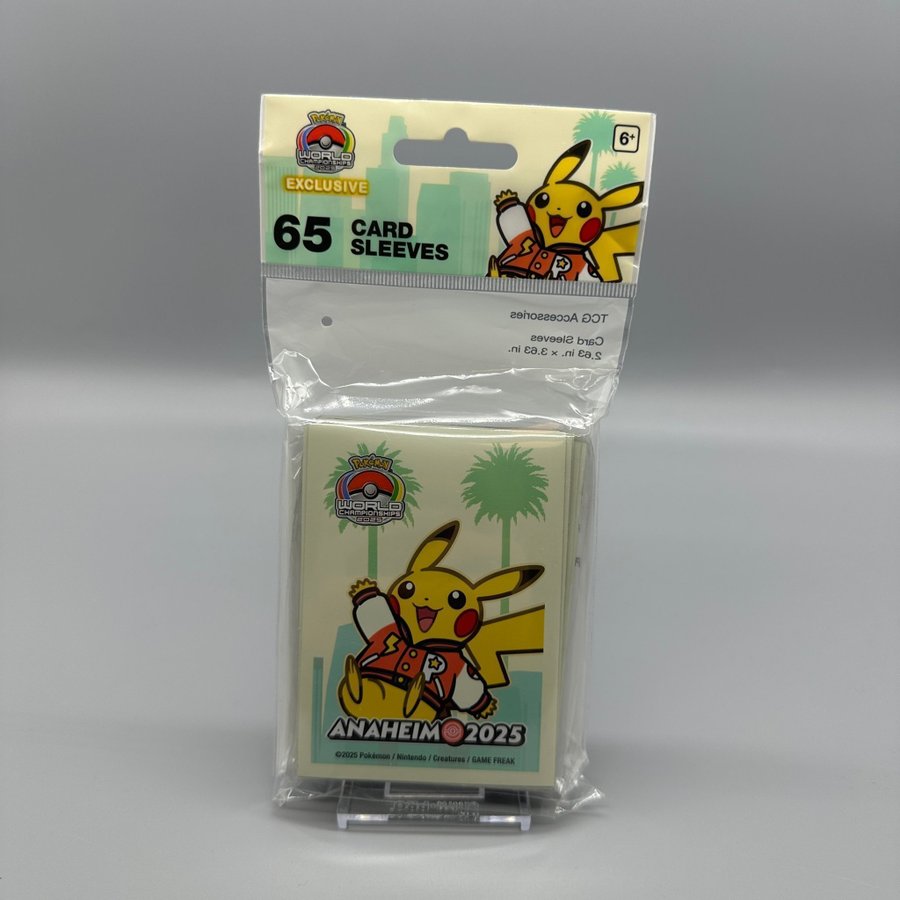 Pokémon
WORLD
CHAMPIONSHIPS
2025
EXCLUSIVE
6+
65 CARD
SLEEVES
TCG Accessories
Card Sleeves
2.63 in. × 3.63 in.
Pokémon
WORLD
CHAMPIONSHIPS
2025
P
ANAHEIM 2025
©2025 Pokémon / Nintendo / Creatures / GAME FREAK